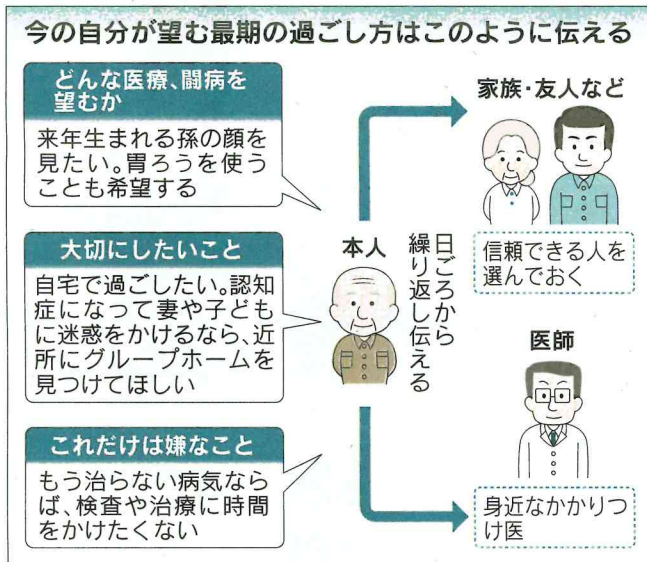 今の自分が望む最期の過ごし方はこのように伝える
どんな医療、闘病を
望むか
来年生まれる孫の顔を
見たい。胃ろうを使う
ことも希望する
大切にしたいこと
自宅で過ごしたい。認知
症になって妻や子ども
に迷惑をかけるなら、近
所にグループホームを
見つけてほしい
これだけは嫌なこと
もう治らない病気なら
ば、検査や治療に時間
をかけたくない
本人
日ごろから
繰り返し伝える
家族・友人など
信頼できる人を
選んでおく
医師
身近なかかりつ
け医